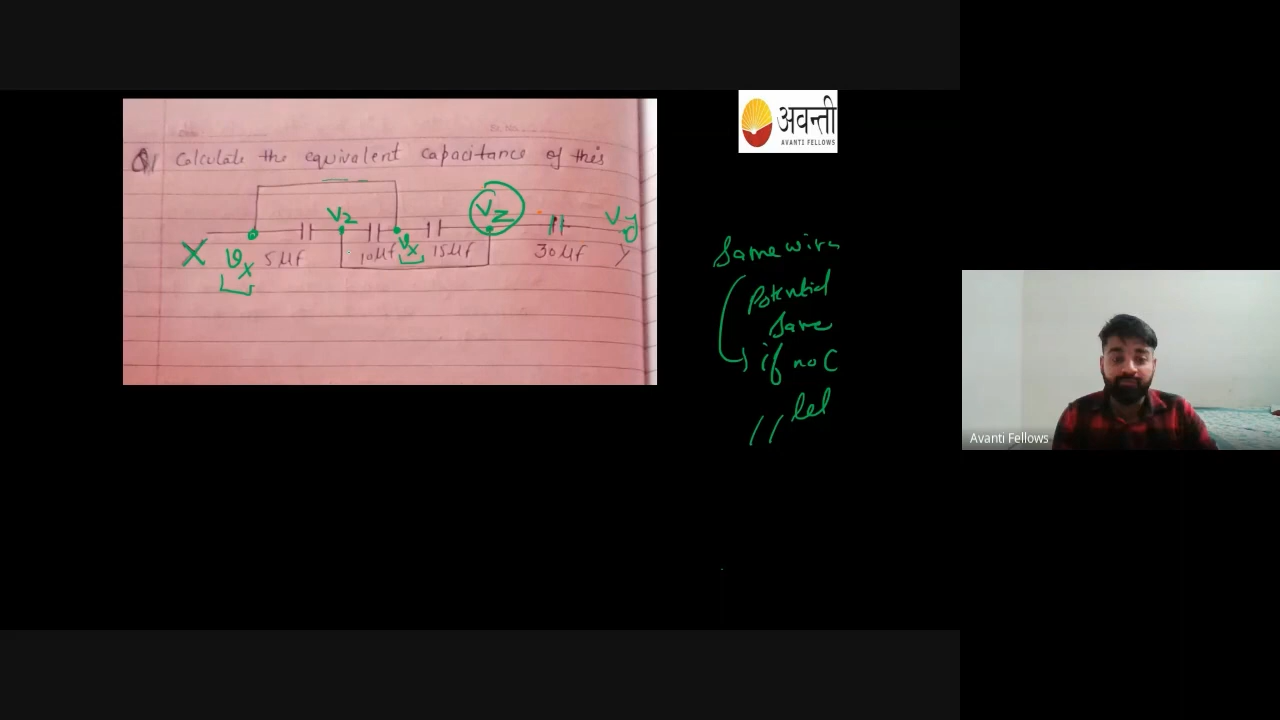 अवन्ती
AVANTI FELLOWS
Q1 Calculate the equivalent capacitance of this
Vz
Vz
Vy
X
Vx
5μf
10μf
Vx
15μf
30μf
y
Same wire
Potential
Same
if no C
//lel
Avanti Fellows